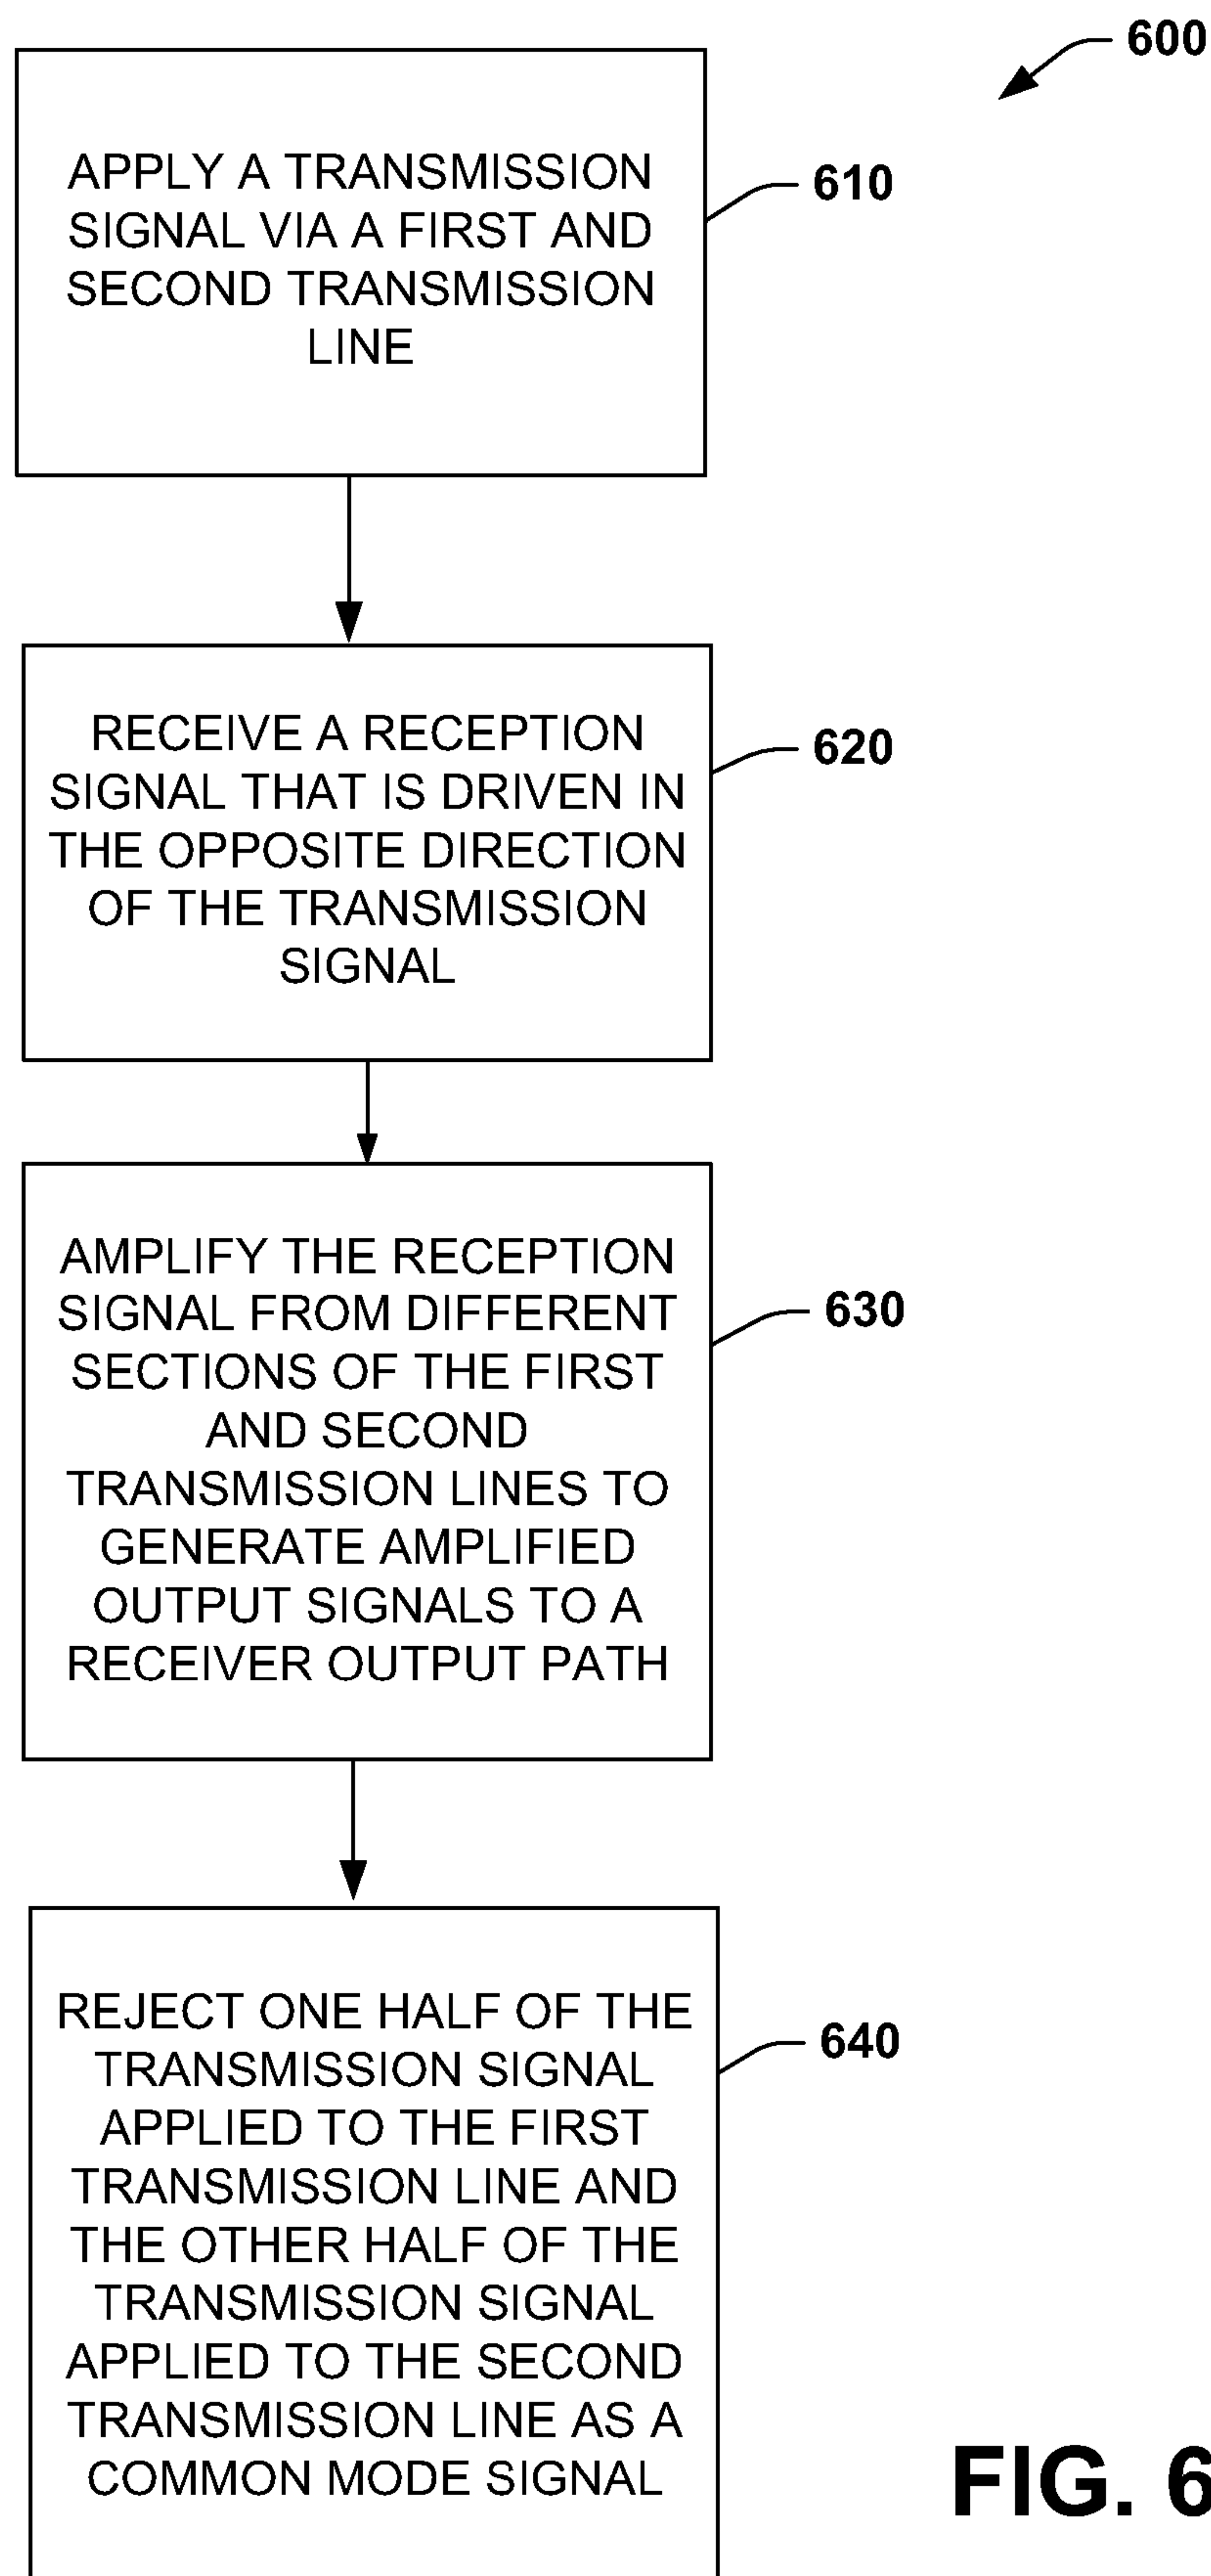 600
APPLY A TRANSMISSION
SIGNAL VIA A FIRST AND
SECOND TRANSMISSION
LINE
610
RECEIVE A RECEPTION
SIGNAL THAT IS DRIVEN IN
THE OPPOSITE DIRECTION
OF THE TRANSMISSION
SIGNAL
620
AMPLIFY THE RECEPTION
SIGNAL FROM DIFFERENT
SECTIONS OF THE FIRST
AND SECOND
TRANSMISSION LINES TO
GENERATE AMPLIFIED
OUTPUT SIGNALS TO A
RECEIVER OUTPUT PATH
630
REJECT ONE HALF OF THE
TRANSMISSION SIGNAL
APPLIED TO THE FIRST
TRANSMISSION LINE AND
THE OTHER HALF OF THE
TRANSMISSION SIGNAL
APPLIED TO THE SECOND
TRANSMISSION LINE AS A
COMMON MODE SIGNAL
640
FIG. 6